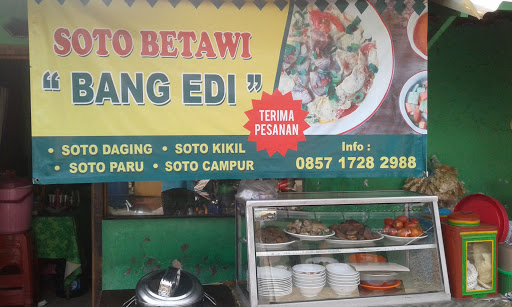 SOTO BETAWI
" BANG EDI "
TERIMA
PESANAN
• SOTO DAGING • SOTO KIKIL
• SOTO PARU • SOTO CAMPUR
Info :
0857 1728 2988